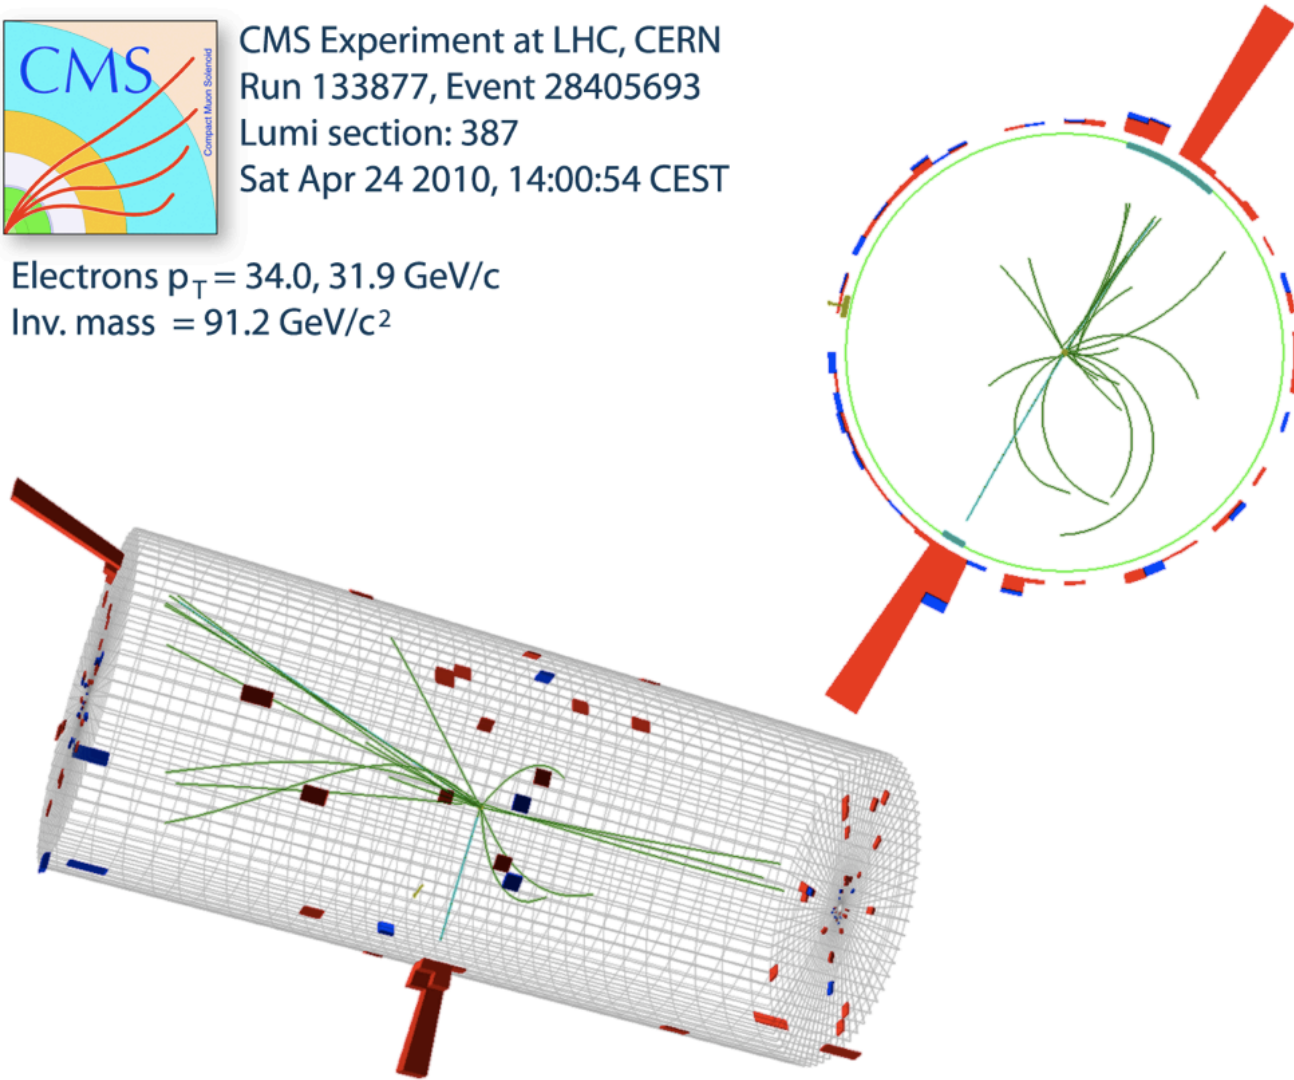 CMS
Compact Muon Solenoid
CMS Experiment at LHC, CERN
Run 133877, Event 28405693
Lumi section: 387
Sat Apr 24 2010, 14:00:54 CEST
Electrons pT = 34.0, 31.9 GeV/c
Inv. mass = 91.2 GeV/c²